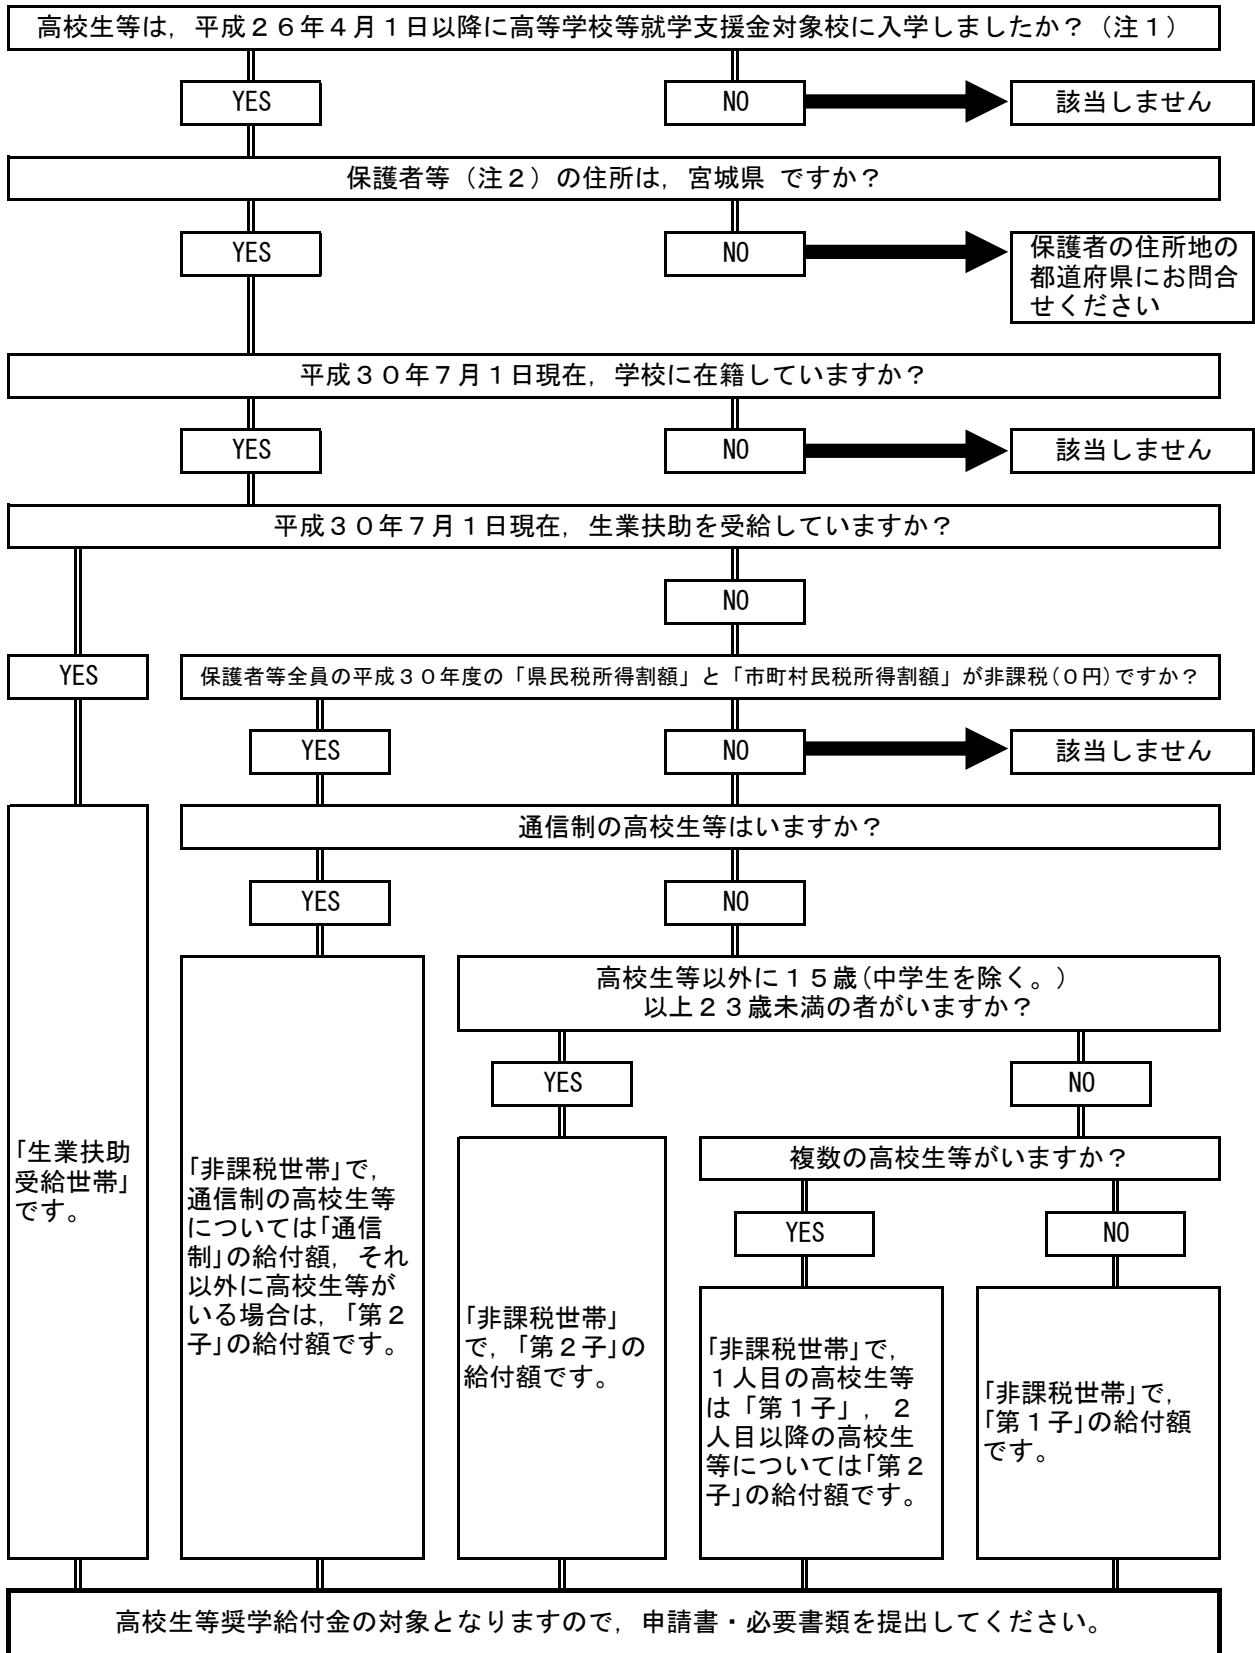 高校生等は，平成２６年４月１日以降に高等学校等就学支援金対象校に入学しましたか？（注１）
YES
NO
該当しません
保護者等（注２）の住所は，宮城県 ですか？
YES
NO
保護者の住所地の
都道府県にお問合
せください
平成３０年７月１日現在，学校に在籍していますか？
YES
NO
該当しません
平成３０年７月１日現在，生業扶助を受給していますか？
NO
YES
保護者等全員の平成３０年度の「県民税所得割額」と「市町村民税所得割額」が非課税(０円)ですか？
YES
NO
該当しません
通信制の高校生等はいますか？
YES
NO
高校生等以外に１５歳(中学生を除く。)
以上２３歳未満の者がいますか？
YES
NO
｢生業扶助
受給世帯｣
です。
｢非課税世帯｣で，
通信制の高校生等
については｢通信
制｣の給付額，それ
以外に高校生等が
いる場合は，｢第２
子｣の給付額です。
複数の高校生等がいますか？
YES
NO
｢非課税世帯｣
で，｢第２子｣の
給付額です。
｢非課税世帯｣で，
１人目の高校生等
は「第１子」，２
人目以降の高校生
等については｢第２
子｣の給付額です。
｢非課税世帯｣で，
｢第１子｣の給付額
です。
高校生等奨学給付金の対象となりますので，申請書・必要書類を提出してください。